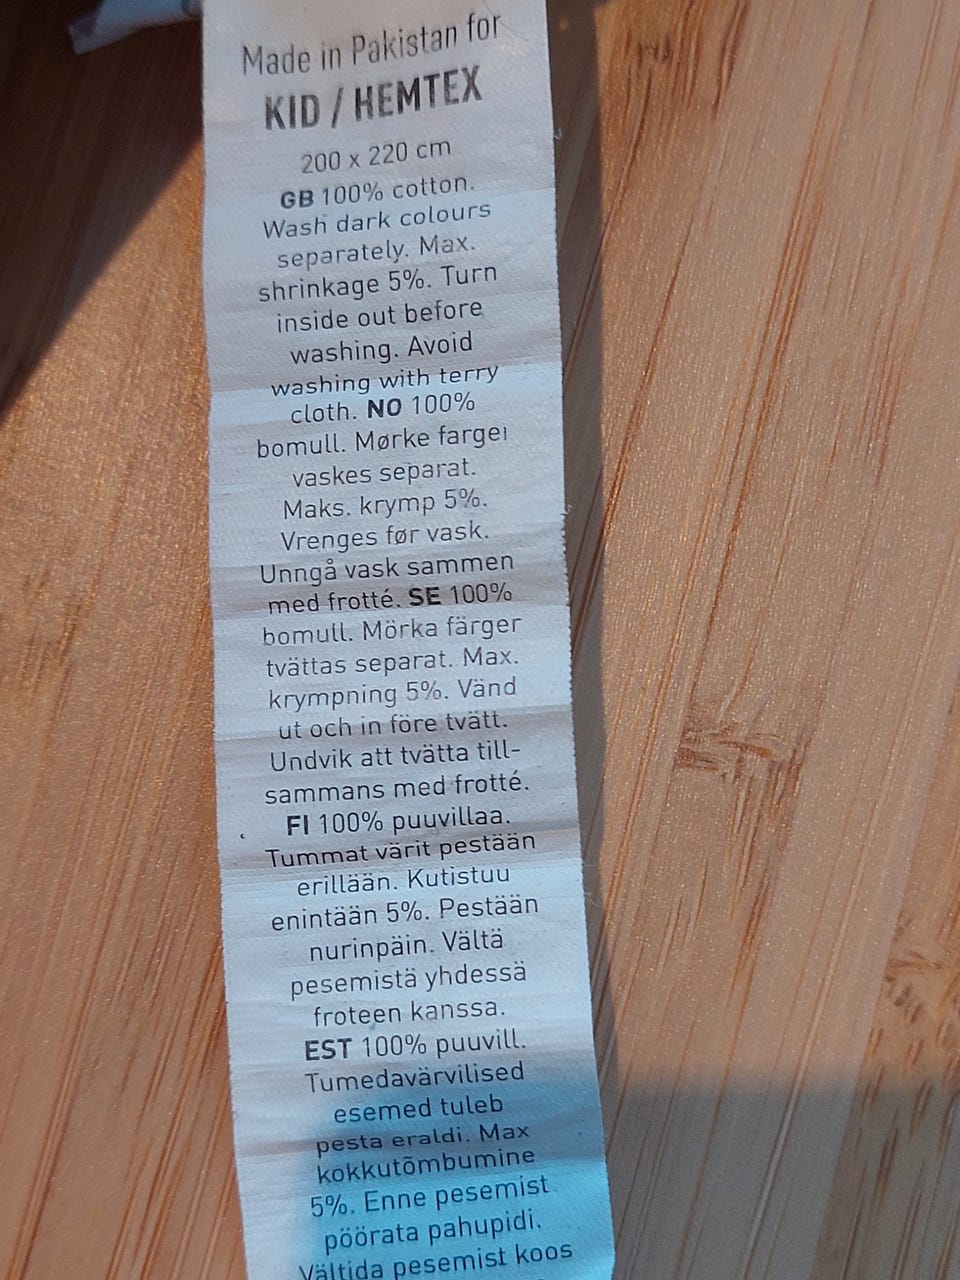 Made in Pakistan for
KID / HEMTEX
200 x 220 cm
GB 100% cotton.
Wash dark colours
separately. Max.
shrinkage 5%. Turn
inside out before
washing. Avoid
washing with terry
cloth. NO 100%
bomull. Mørke farger
vaskes separat.
Maks. krymp 5%.
Vrenges før vask.
Unngå vask sammen
med frotté. SE 100%
bomull. Mörka färger
tvättas separat. Max.
krympning 5%. Vänd
ut och in före tvätt.
Undvik att tvätta till-
sammans med frotté.
FI 100% puuvillaa.
Tummat värit pestään
erillään. Kutistuu
enintään 5%. Pestään
nurinpäin. Vältä
pesemistä yhdessä
froteen kanssa.
EST 100% puuvill.
Tumedavärvilised
esemed tuleb
pesta eraldi. Max
kokkutõmbumine
5%. Enne pesemist
pöörata pahupidi.
Vältida pesemist koos